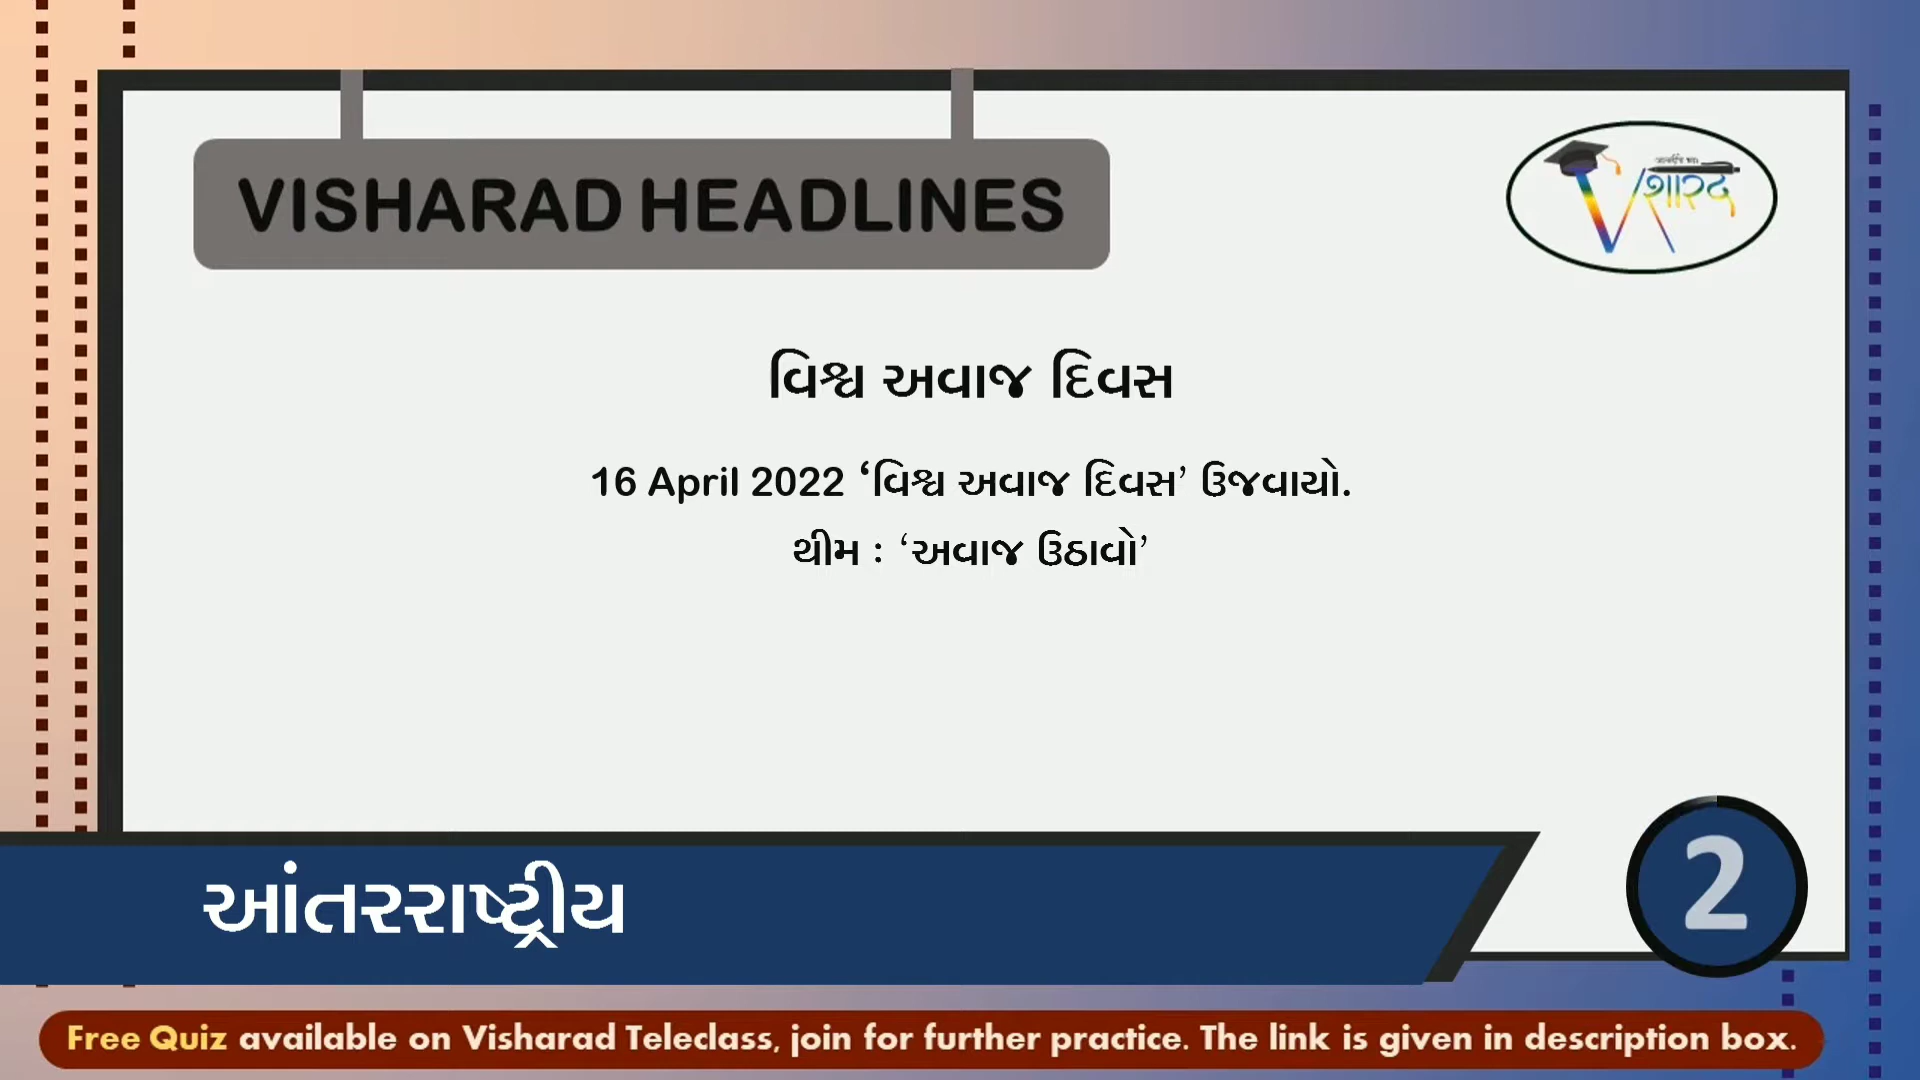 VISHARAD HEADLINES
શારદ
વિશ્વ અવાજ દિવસ
16 April 2022 ‘વિશ્વ અવાજ દિવસ’ ઉજવાયો.
થીમ : ‘અવાજ ઉઠાવો’
આંતરરાષ્ટ્રીય
2
Free Quiz available on Visharad Teleclass, join for further practice. The link is given in description box.